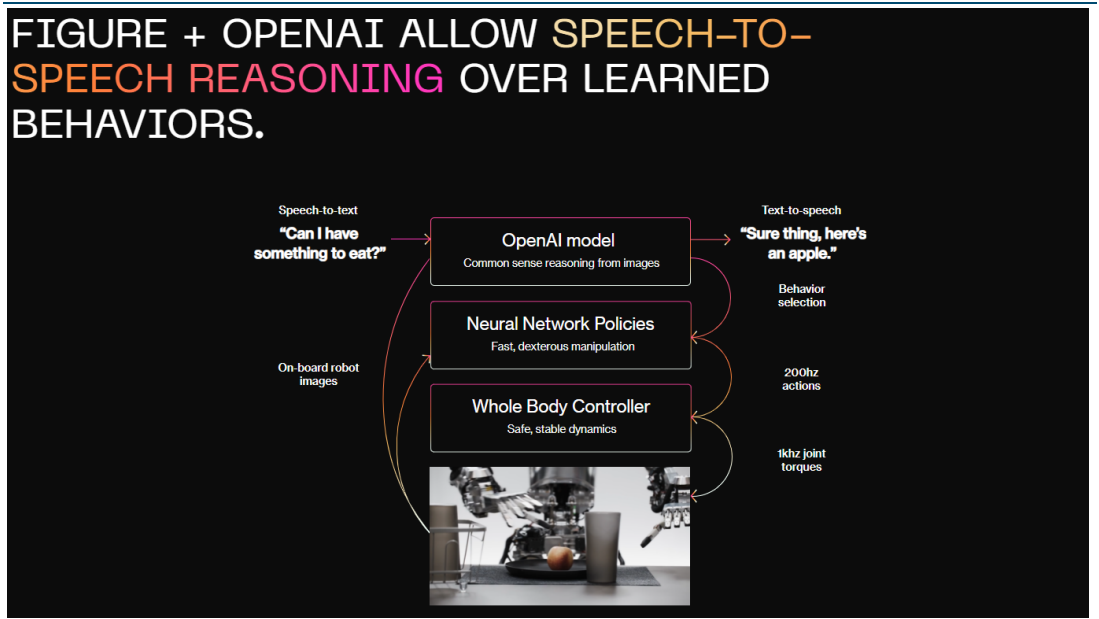 FIGURE + OPENAI ALLOW SPEECH-TO-
SPEECH REASONING OVER LEARNED
BEHAVIORS.
Speech-to-text
“Can I have
something to eat?”
OpenAI model
Common sense reasoning from images
Text-to-speech
“Sure thing, here’s
an apple.”
Behavior
selection
Neural Network Policies
Fast, dexterous manipulation
On-board robot
images
200hz
actions
Whole Body Controller
Safe, stable dynamics
1khz joint
torques